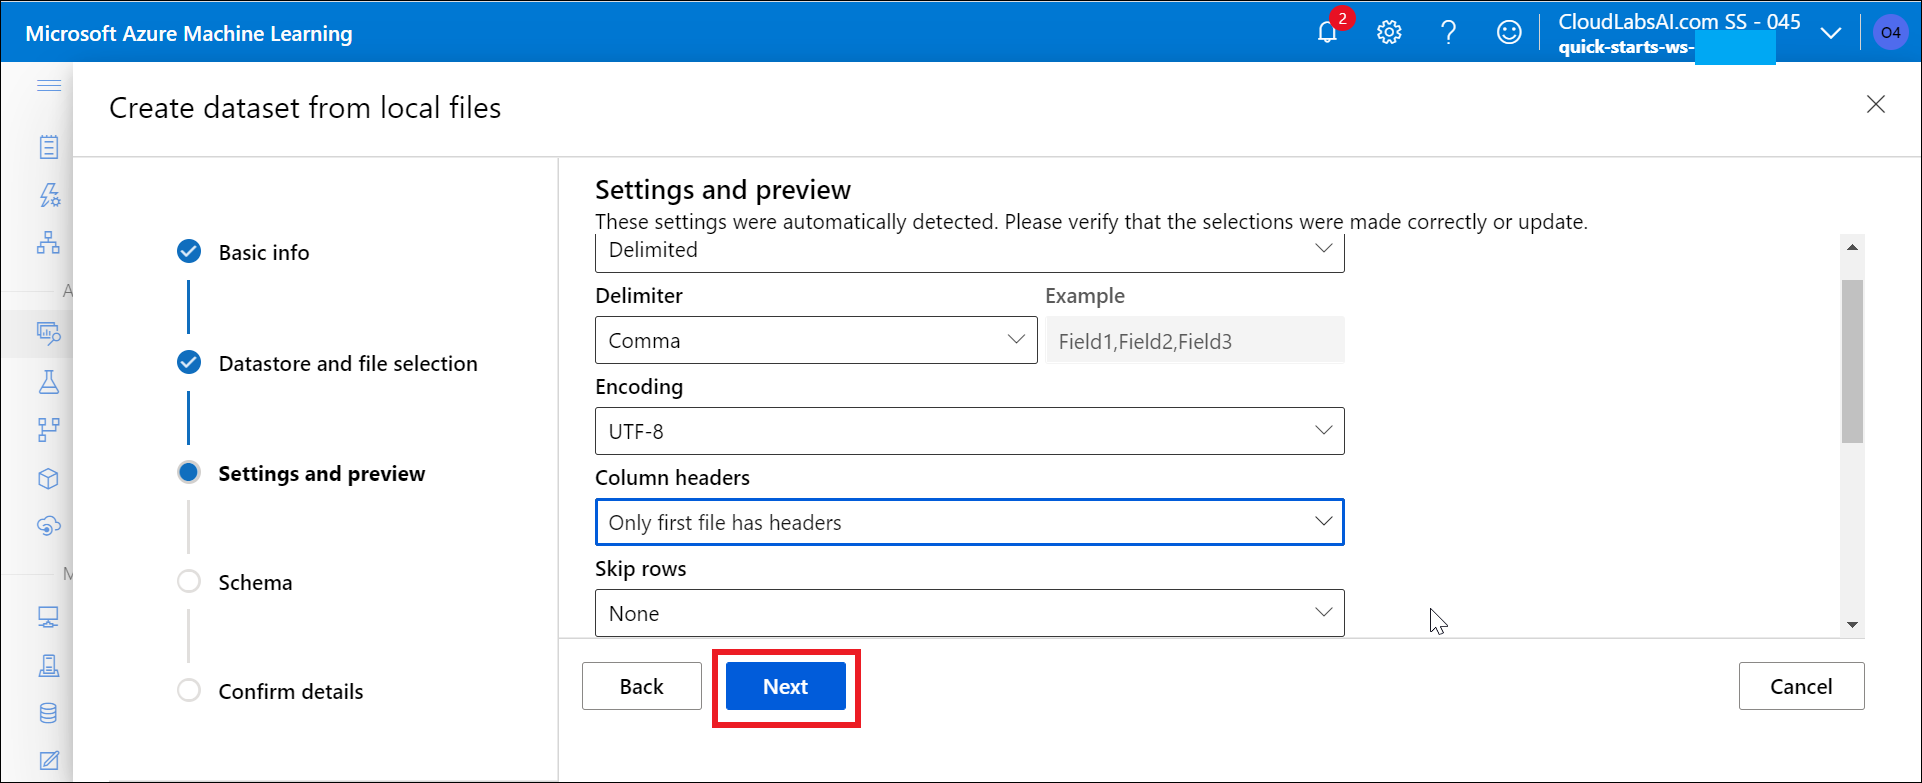 Microsoft Azure Machine Learning
2
CloudLabsAI.com SS - 045
quick-starts-ws-
O4
Create dataset from local files
A
M
Basic info
Datastore and file selection
Settings and preview
Schema
Confirm details
Settings and preview
These settings were automatically detected. Please verify that the selections were made correctly or update.
Delimited
Delimiter
Example
Comma
Field1,Field2,Field3
Encoding
UTF-8
Column headers
Only first file has headers
Skip rows
None
Back
Next
Cancel